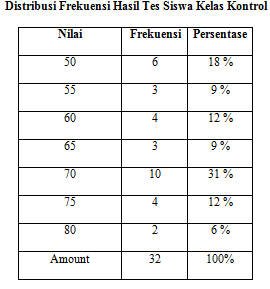 Distribusi Frekuensi Hasil Tes Siswa Kelas Kontrol
Nilai Frekuensi Persentase
50 6 18 %
55 3 9 %
60 4 12 %
65 3 9 %
70 10 31 %
75 4 12 %
80 2 6 %
Amount 32 100%